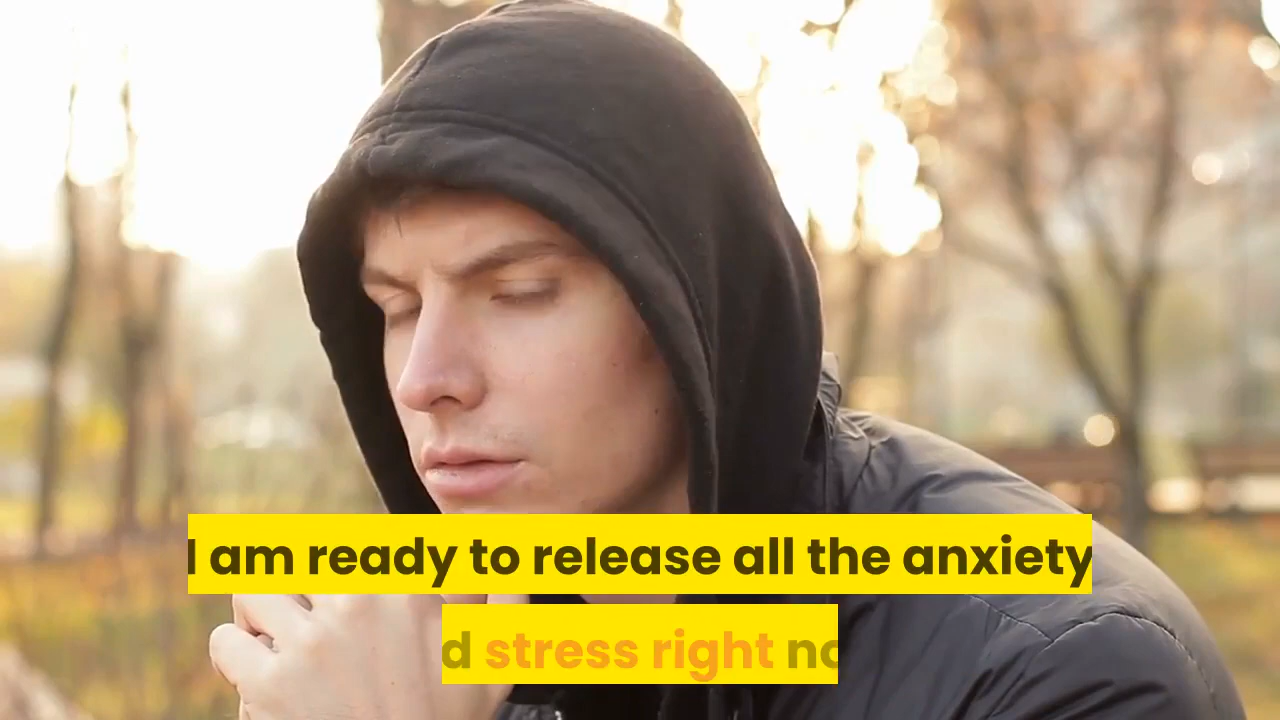 I am ready to release all the anxiety
d stress right no